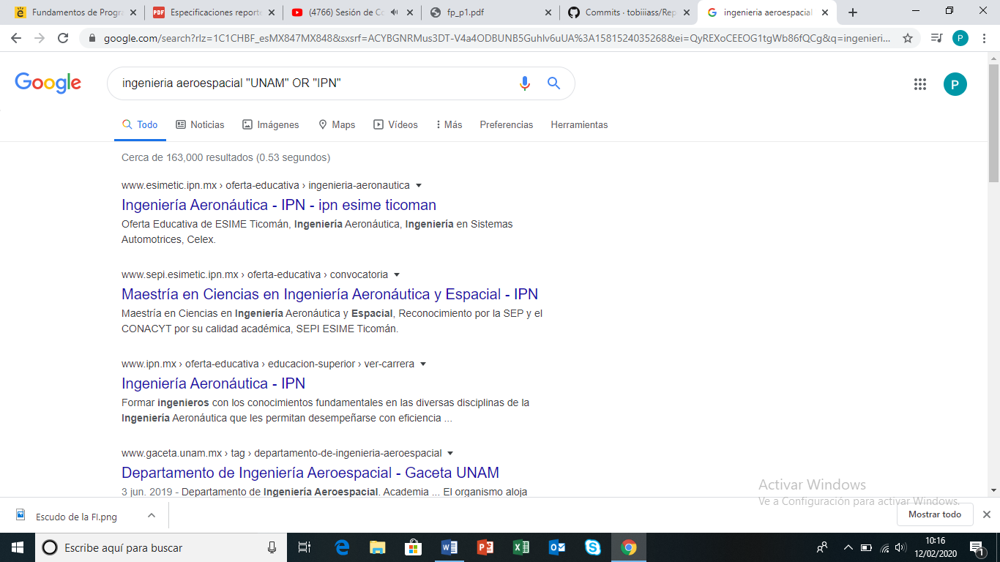 Fundamentos de Progra
Especificaciones reporte
(4766) Sesión de Co
fp_p1.pdf
Commits · tobiiiass/Rep
ingenieria aeroespacial
google.com/search?rlz=1C1CHBF_esMX847MX848&sxsrf=ACYBGNRMus3DT-V4a4ODBUNB5Guhlv6uUA%3A1581524035268&ei=QyREXoCEEOG1tgWb86fQCg&q=ingenieri...
P
Google
ingenieria aeroespacial "UNAM" OR "IPN"
P
Todo
Noticias
Imágenes
Maps
Vídeos
Más
Preferencias
Herramientas
Cerca de 163,000 resultados (0.53 segundos)
www.esimetic.ipn.mx › oferta-educativa › ingenieria-aeronautica
Ingeniería Aeronáutica - IPN - ipn esime ticoman
Oferta Educativa de ESIME Ticomán, Ingeniería Aeronáutica, Ingeniería en Sistemas
Automotrices, Celex.
www.sepi.esimetic.ipn.mx › oferta-educativa › convocatoria
Maestría en Ciencias en Ingeniería Aeronáutica y Espacial - IPN
Maestría en Ciencias en Ingeniería Aeronáutica y Espacial, Reconocimiento por la SEP y el
CONACYT por su calidad académica, SEPI ESIME Ticomán.
www.ipn.mx › oferta-educativa › educacion-superior › ver-carrera
Ingeniería Aeronáutica - IPN
Formar ingenieros con los conocimientos fundamentales en las diversas disciplinas de la
Ingeniería Aeronáutica que les permitan desempeñarse con eficiencia ...
www.gaceta.unam.mx › tag › departamento-de-ingenieria-aeroespacial
Departamento de Ingeniería Aeroespacial - Gaceta UNAM
3 jun. 2019 - Departamento de Ingeniería Aeroespacial. Academia ... El organismo aloja
Activar Windows
Ve a Configuración para activar Windows.
Escudo de la FI.png
Mostrar todo
Escribe aquí para buscar
10:16
12/02/2020
1